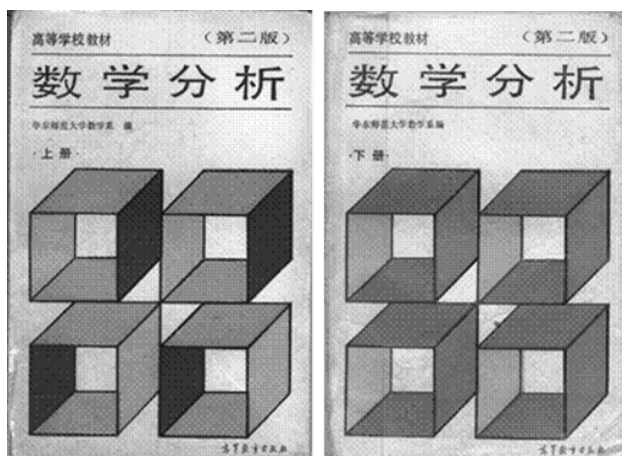 高等学校教材
（第二版）
数学分析
华东师范大学数学系 编
·上册·
高等教育出版社
高等学校教材
（第二版）
数学分析
华东师范大学数学系编
·下册·
高等教育出版社